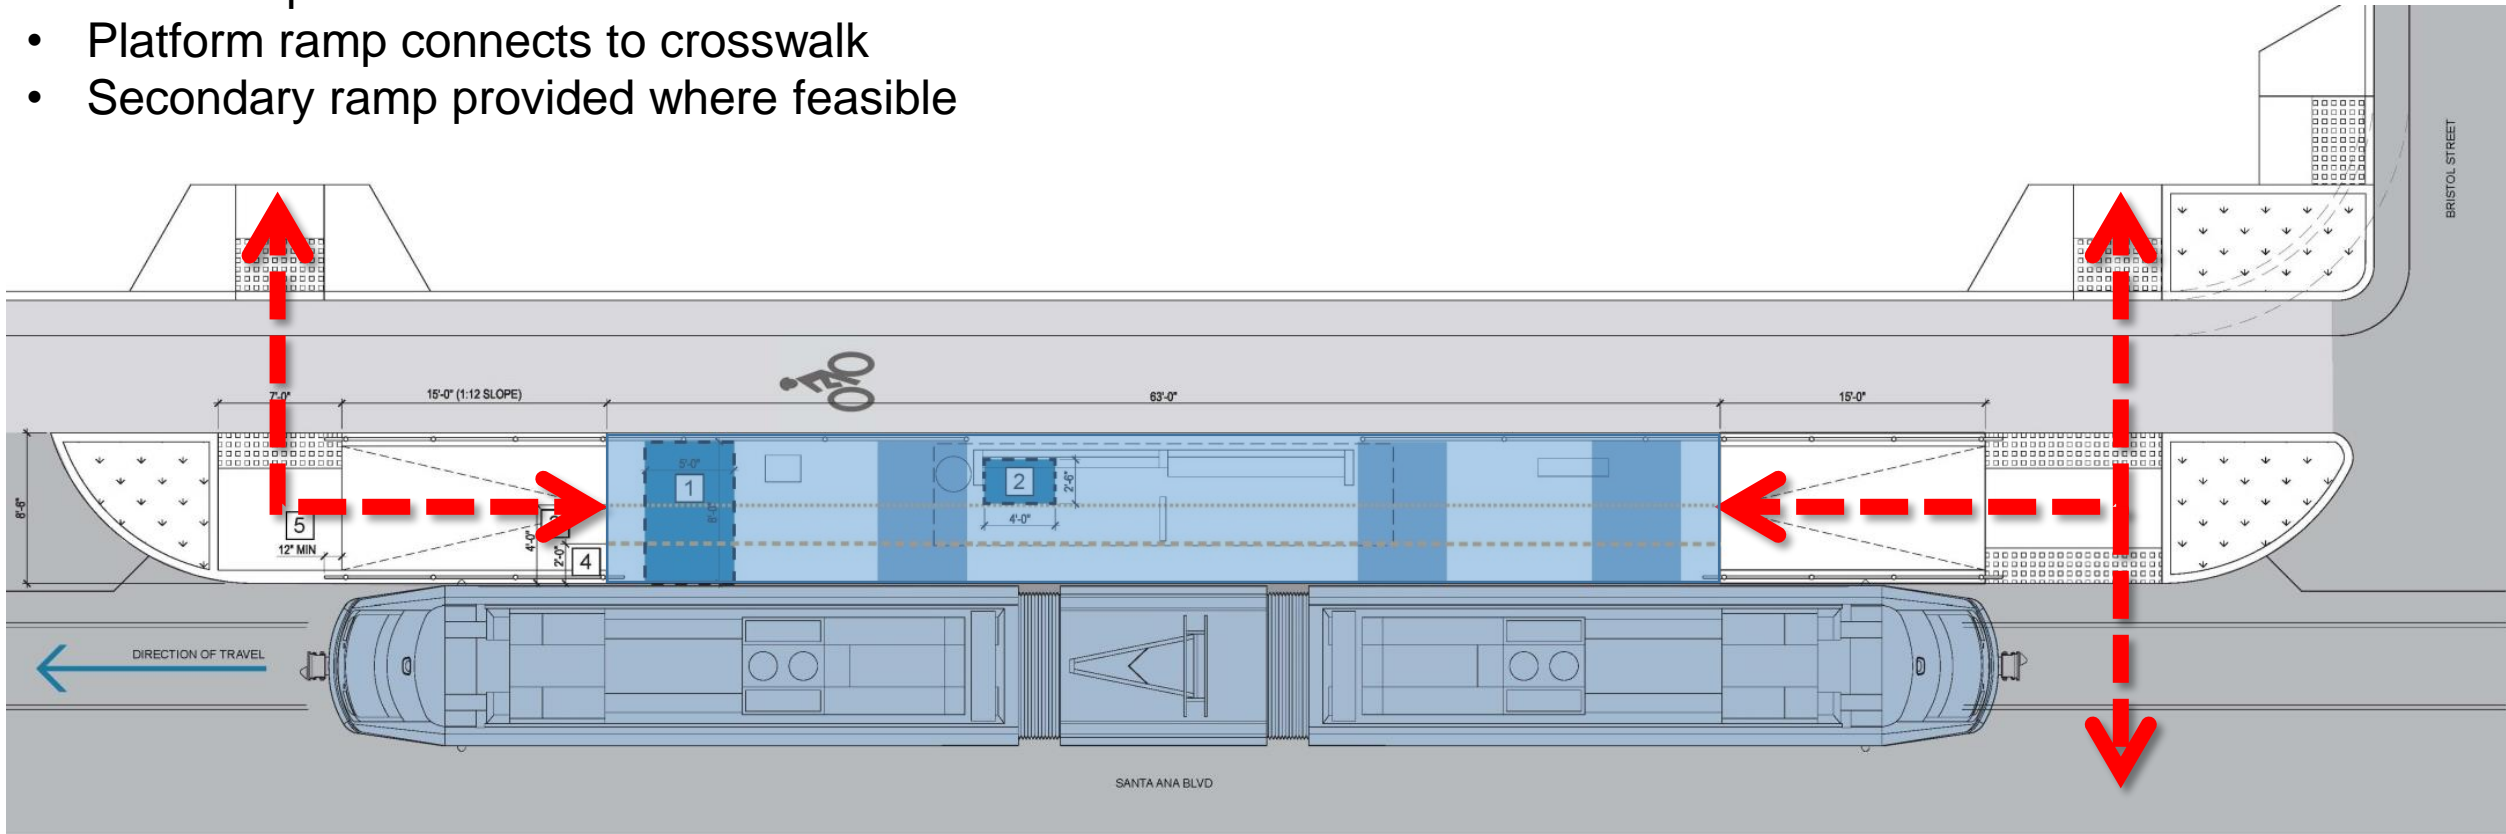 • Platform ramp connects to crosswalk
• Secondary ramp provided where feasible
BRISTOL STREET
7'-0"
15'-0" (1:12 SLOPE)
63'-0"
15'-0"
8'-6"
5'-0"
1
8'-0"
2
2'-6"
4'-0"
5
12" MIN
4'-0"
2'-0"
4
DIRECTION OF TRAVEL
SANTA ANA BLVD